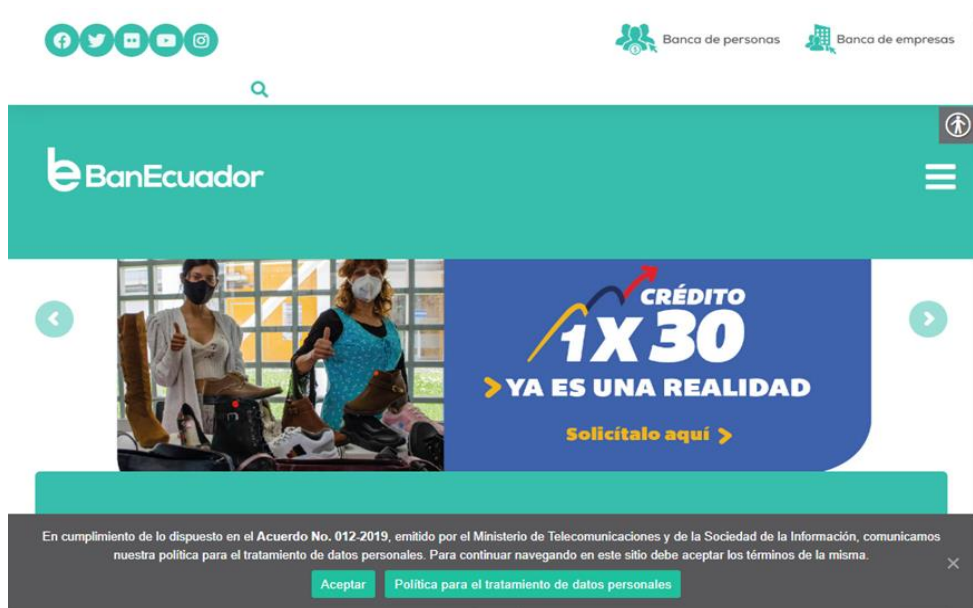 Banca de personas
Banca de empresas
BanEcuador
CRÉDITO
1X30
YA ES UNA REALIDAD
Solicítalo aquí
En cumplimiento de lo dispuesto en el Acuerdo No. 012-2019, emitido por el Ministerio de Telecomunicaciones y de la Sociedad de la Información, comunicamos
nuestra política para el tratamiento de datos personales. Para continuar navegando en este sitio debe aceptar los términos de la misma.
Aceptar
Política para el tratamiento de datos personales